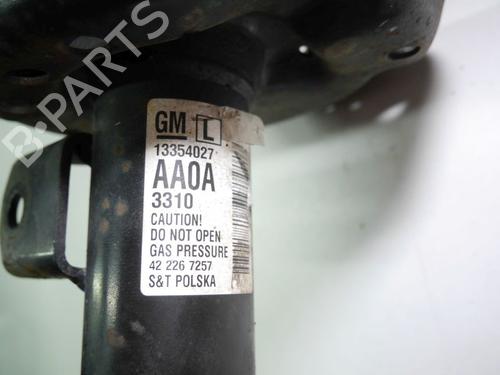 B-PARTS
GM L
13354027
AA0A
3310
CAUTION!
DO NOT OPEN
GAS PRESSURE
42 226 7257
S&T POLSKA